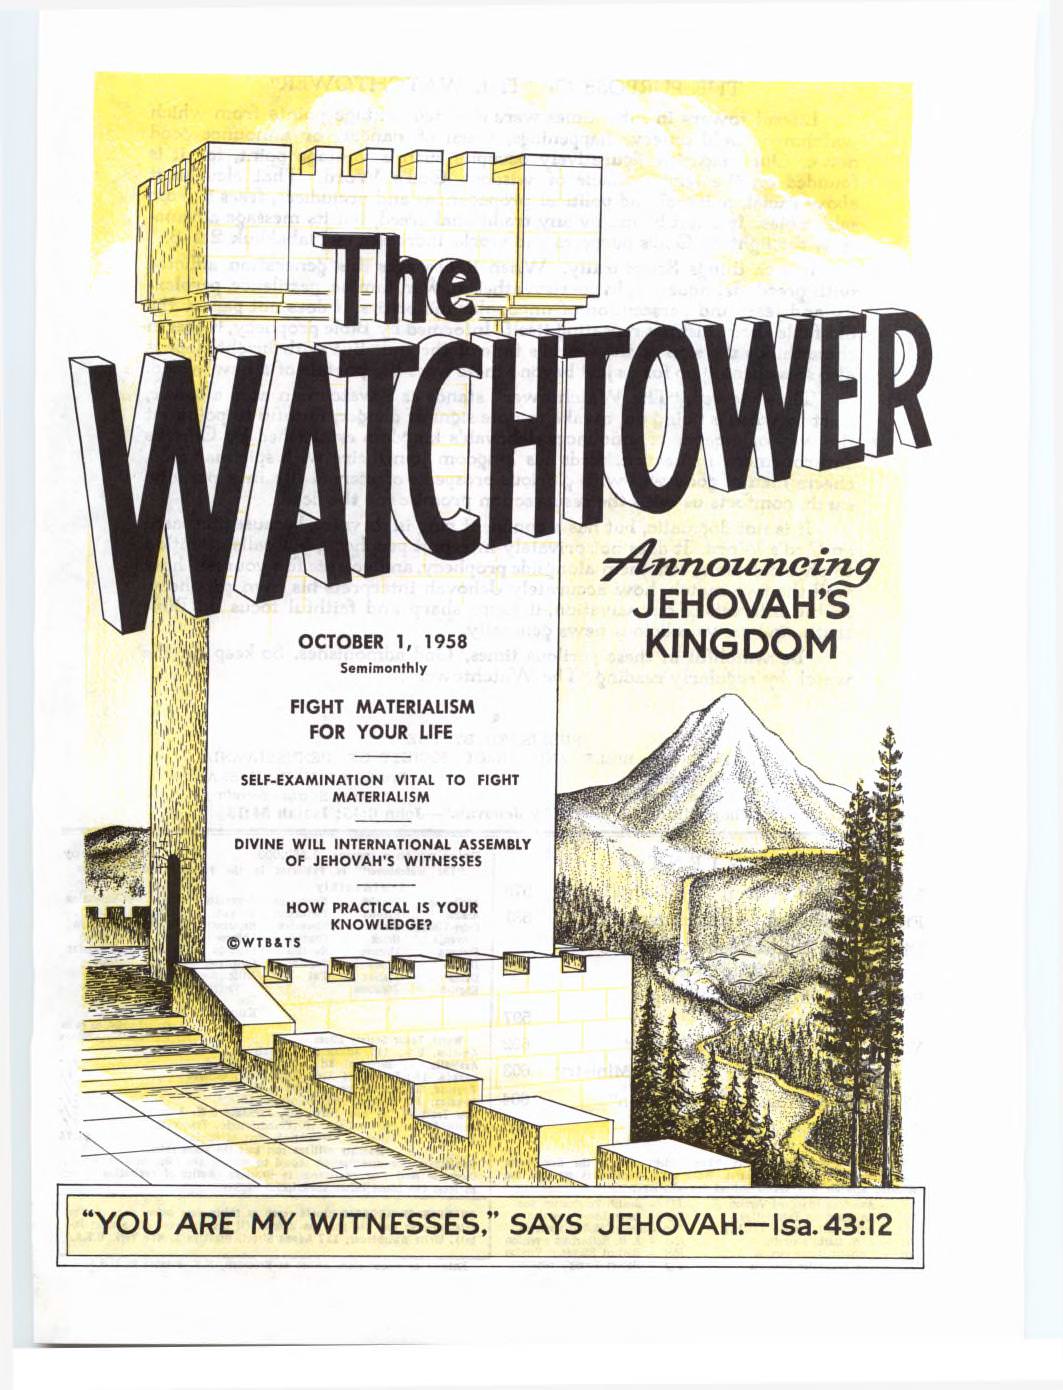 The
WATCHTOWER
Announcing
JEHOVAH'S
KINGDOM
OCTOBER 1, 1958
Semimonthly
FIGHT MATERIALISM
FOR YOUR LIFE
SELF-EXAMINATION VITAL TO FIGHT
MATERIALISM
DIVINE WILL INTERNATIONAL ASSEMBLY
OF JEHOVAH'S WITNESSES
HOW PRACTICAL IS YOUR
KNOWLEDGE?
©WTB&TS
“YOU ARE MY WITNESSES,” SAYS JEHOVAH.—Isa. 43:12